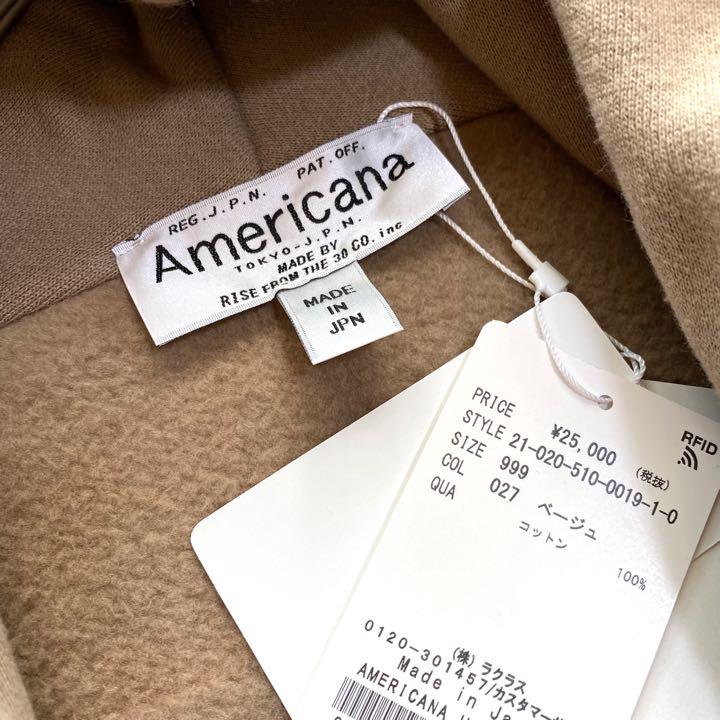 REG.J.P.N. PAT.OFF.
Americana
TOKYO-J.P.N.
MADE BY
RISE FROM THE 30 CO.inc
MADE
IN
JPN
RFID
PRICE ¥25,000 (税抜)
STYLE 21-020-510-0019-1-0
SIZE 999
COL 027 ベージュ
QUA コットン
100%
(株)ラクラス
0120-301457/カスタマー
Made in Ja
AMERICANA